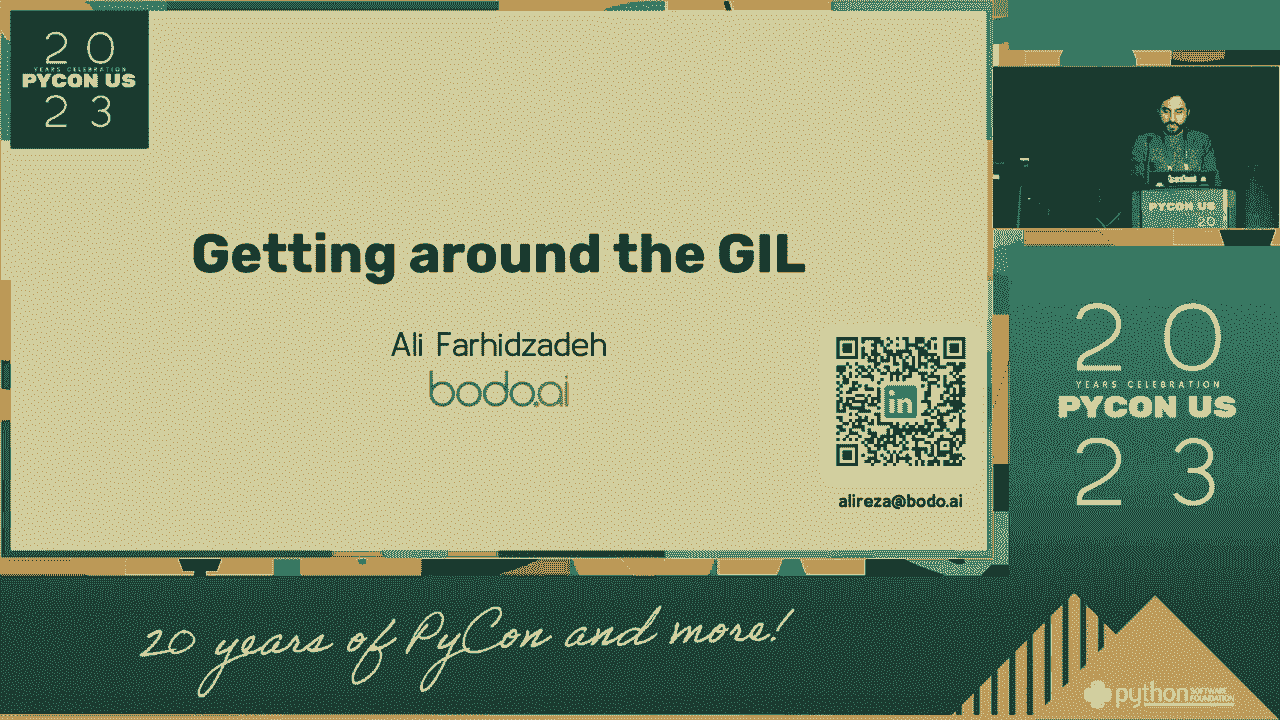 20
YEARS CELEBRATION
PYCON US
23
Getting around the GIL
Ali Farhidzadeh
bodo.ai
in
alireza@bodo.ai
PYCON US
20
20
YEARS CELEBRATION
PYCON US
23
20 years of PyCon and more!
python SOFTWARE
FOUNDATION